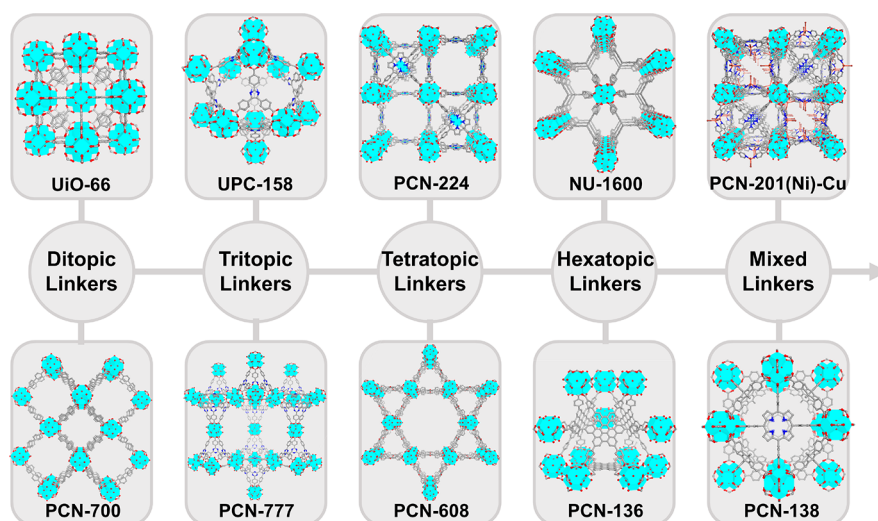 UiO-66
UPC-158
PCN-224
NU-1600
PCN-201(Ni)-Cu
Ditopic
Linkers
Tritopic
Linkers
Tetratopic
Linkers
Hexatopic
Linkers
Mixed
Linkers
PCN-700
PCN-777
PCN-608
PCN-136
PCN-138